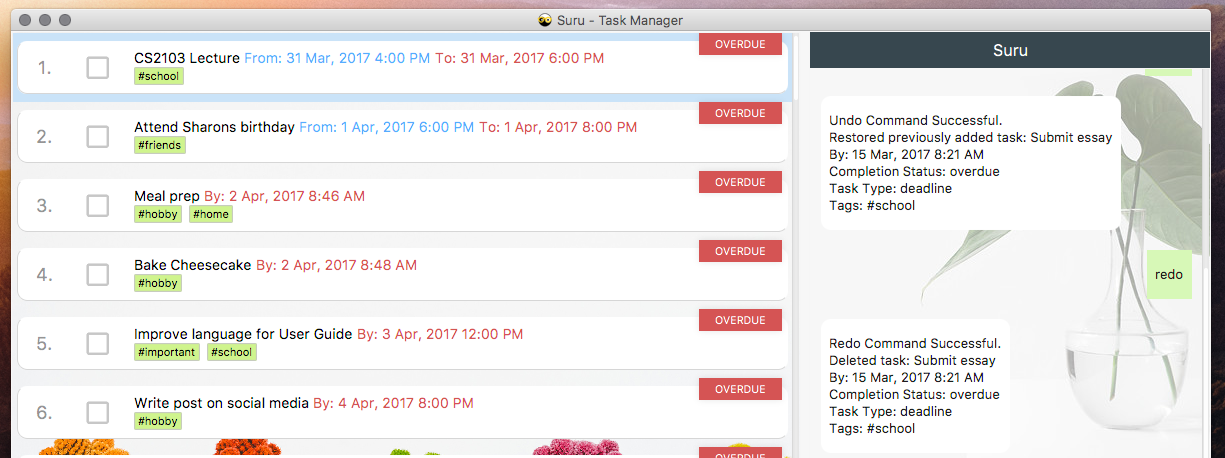 Suru - Task Manager
OVERDUE
1.
CS2103 Lecture From: 31 Mar, 2017 4:00 PM To: 31 Mar, 2017 6:00 PM
#school
OVERDUE
2.
Attend Sharons birthday From: 1 Apr, 2017 6:00 PM To: 1 Apr, 2017 8:00 PM
#friends
OVERDUE
3.
Meal prep By: 2 Apr, 2017 8:46 AM
#hobby #home
OVERDUE
4.
Bake Cheesecake By: 2 Apr, 2017 8:48 AM
#hobby
OVERDUE
5.
Improve language for User Guide By: 3 Apr, 2017 12:00 PM
#important #school
OVERDUE
6.
Write post on social media By: 4 Apr, 2017 8:00 PM
#hobby
OVERDUE
Suru
Undo Command Successful.
Restored previously added task: Submit essay
By: 15 Mar, 2017 8:21 AM
Completion Status: overdue
Task Type: deadline
Tags: #school
redo
Redo Command Successful.
Deleted task: Submit essay
By: 15 Mar, 2017 8:21 AM
Completion Status: overdue
Task Type: deadline
Tags: #school